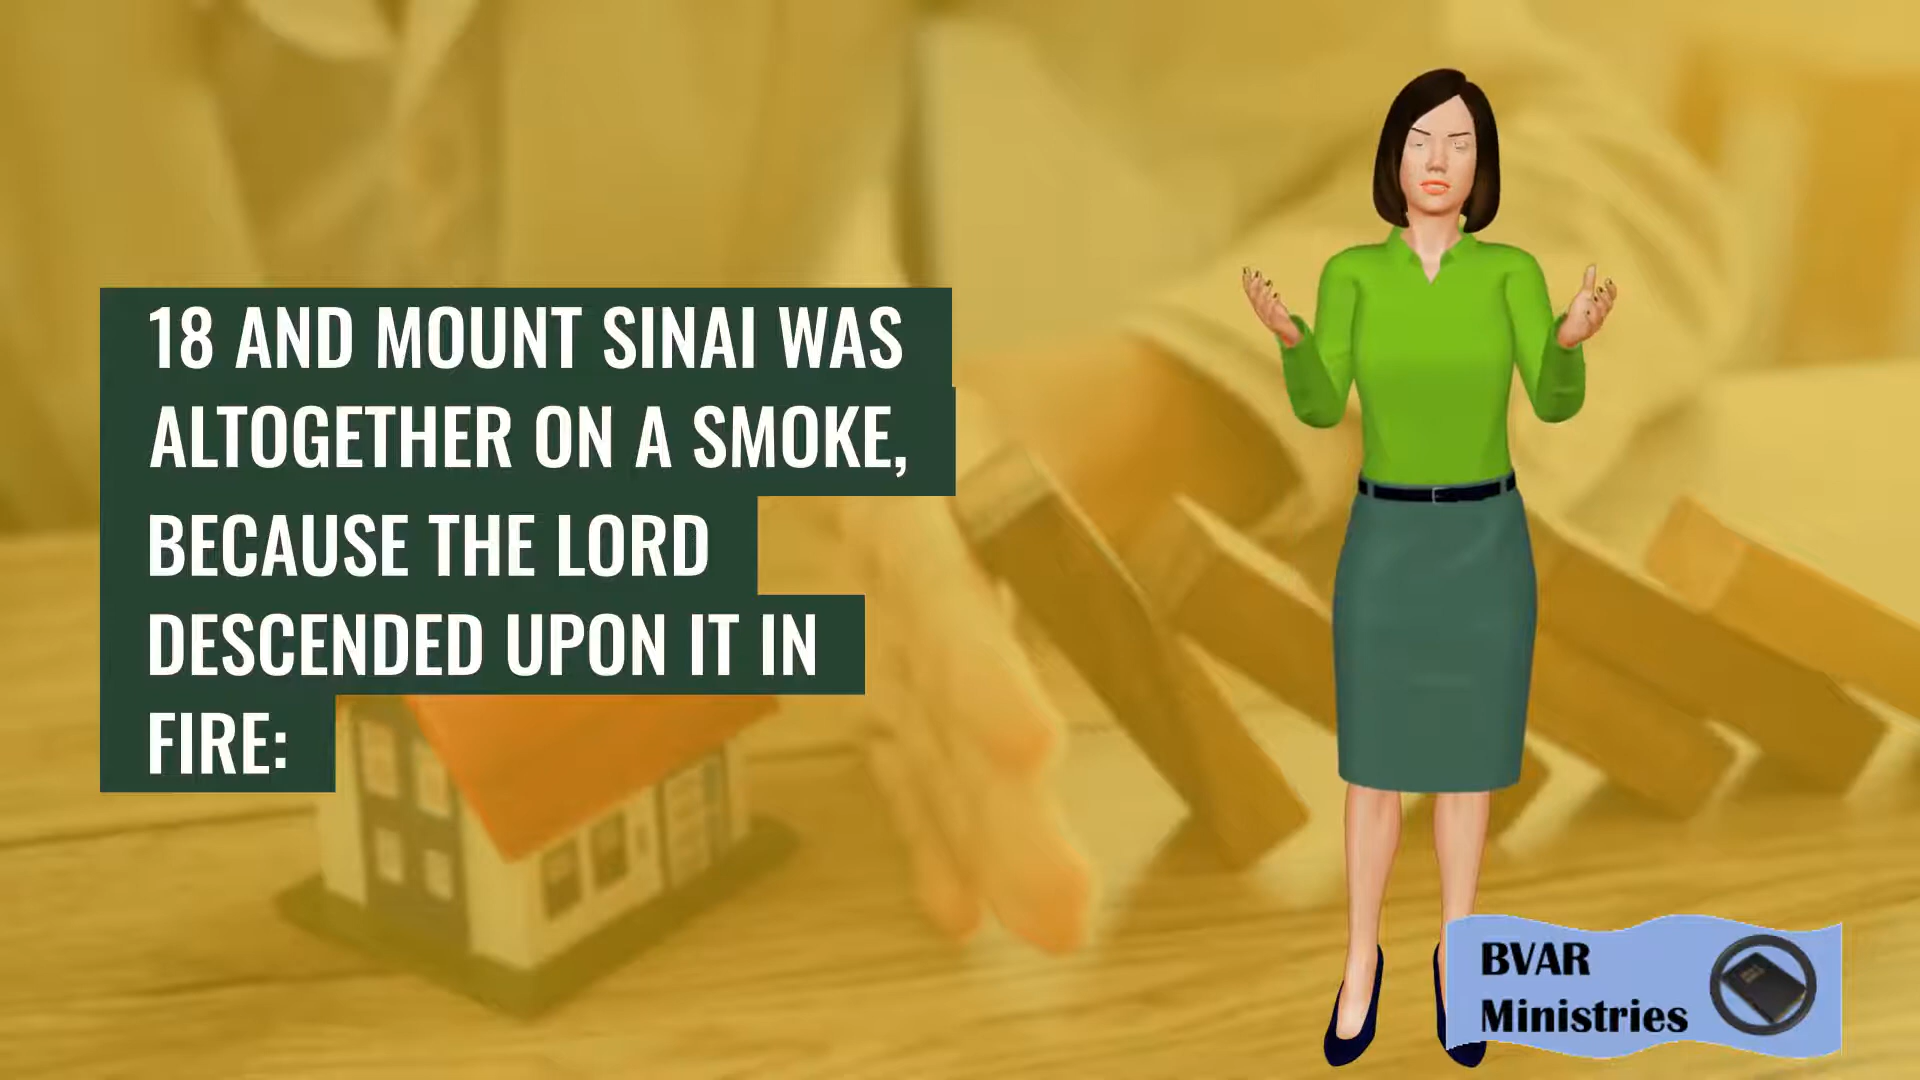 18 AND MOUNT SINAI WAS
ALTOGETHER ON A SMOKE,
BECAUSE THE LORD
DESCENDED UPON IT IN
FIRE:
BVAR
Ministries